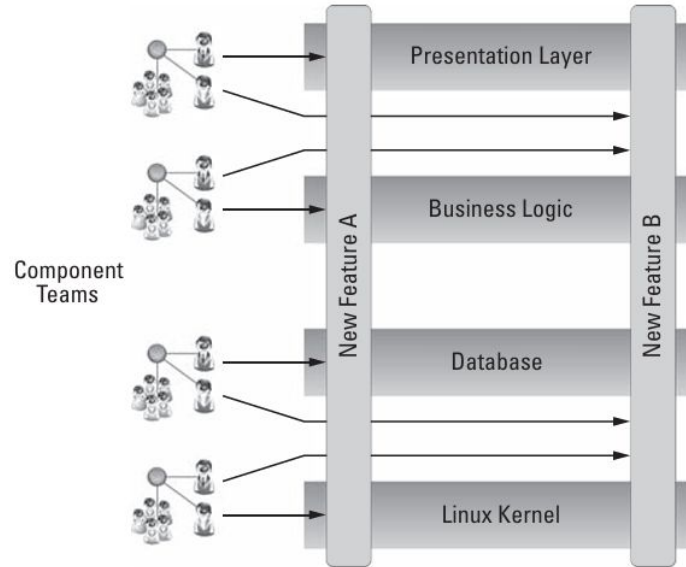 Presentation Layer
Business Logic
Component
Teams
New Feature A
New Feature B
Database
Linux Kernel